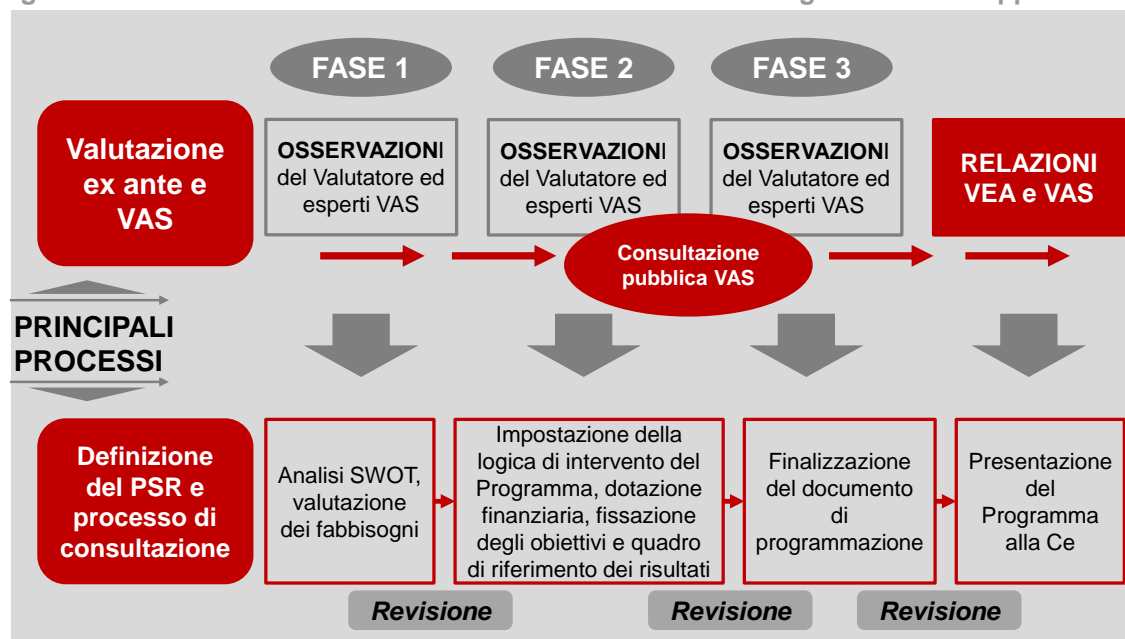 FASE 1
FASE 2
FASE 3
Valutazione
ex ante e
VAS
OSSERVAZIONI
del Valutatore ed
esperti VAS
OSSERVAZIONI
del Valutatore ed
esperti VAS
OSSERVAZIONI
del Valutatore ed
esperti VAS
RELAZIONI
VEA e VAS
Consultazione
pubblica VAS
PRINCIPALI
PROCESSI
Definizione
del PSR e
processo di
consultazione
Analisi SWOT,
valutazione
dei fabbisogni
Impostazione della
logica di intervento del
Programma, dotazione
finanziaria, fissazione
degli obiettivi e quadro
di riferimento dei risultati
Finalizzazione
del documento
di
programmazione
Presentazione
del
Programma
alla Ce
Revisione
Revisione
Revisione